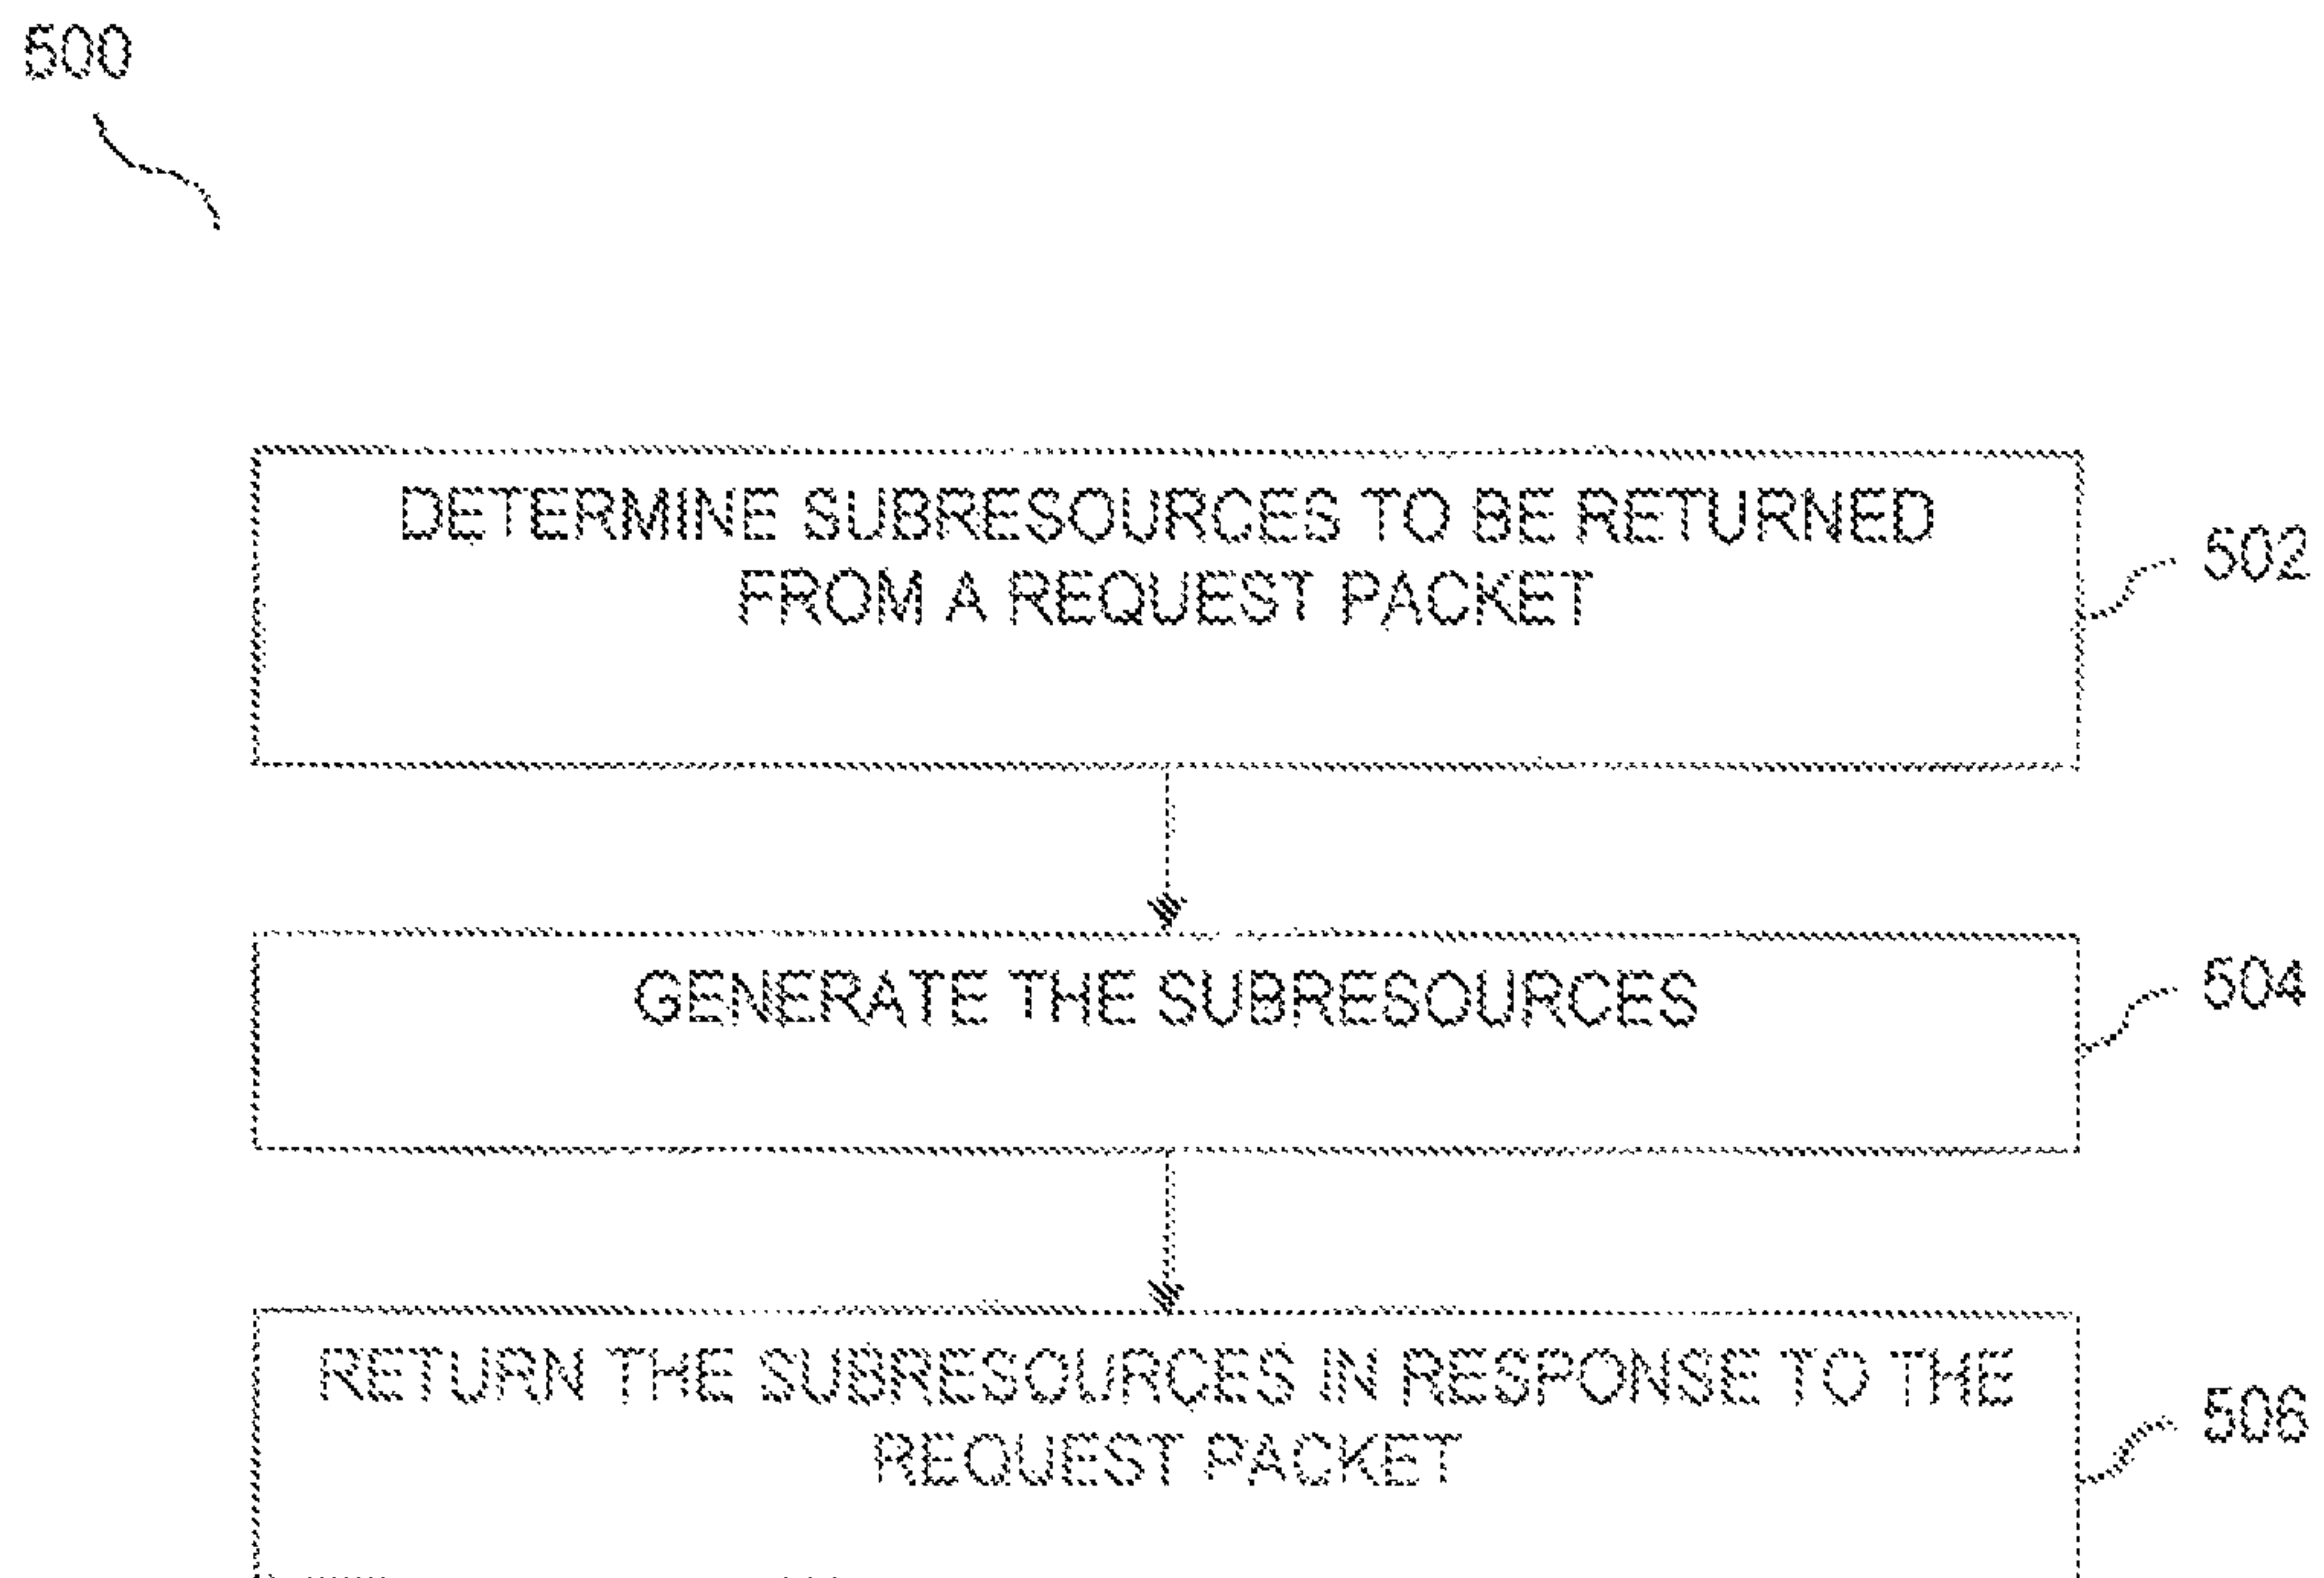 500
DETERMINE SUBRESOURCES TO BE RETURNED
FROM A REQUEST PACKET
502
GENERATE THE SUBRESOURCES
504
RETURN THE SUBRESOURCES IN RESPONSE TO THE
REQUEST PACKET
506